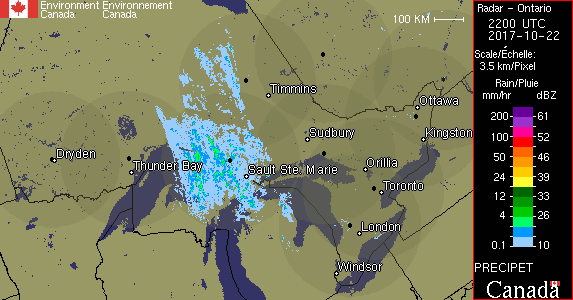 Environment Environnement
Canada Canada
100 KM
Timmins
Ottawa
Sudbury
Kingston
Dryden
Thunder Bay
Sault Ste. Marie
Orillia
Toronto
London
Windsor
Radar - Ontario
2200 UTC
2017-10-22
Scale/Échelle:
3.5 km/Pixel
Rain/Pluie
mm/hr dBZ
200 61
100 52
50 46
24 39
12 33
4 26
0.1 10
PRECIPET
Canada